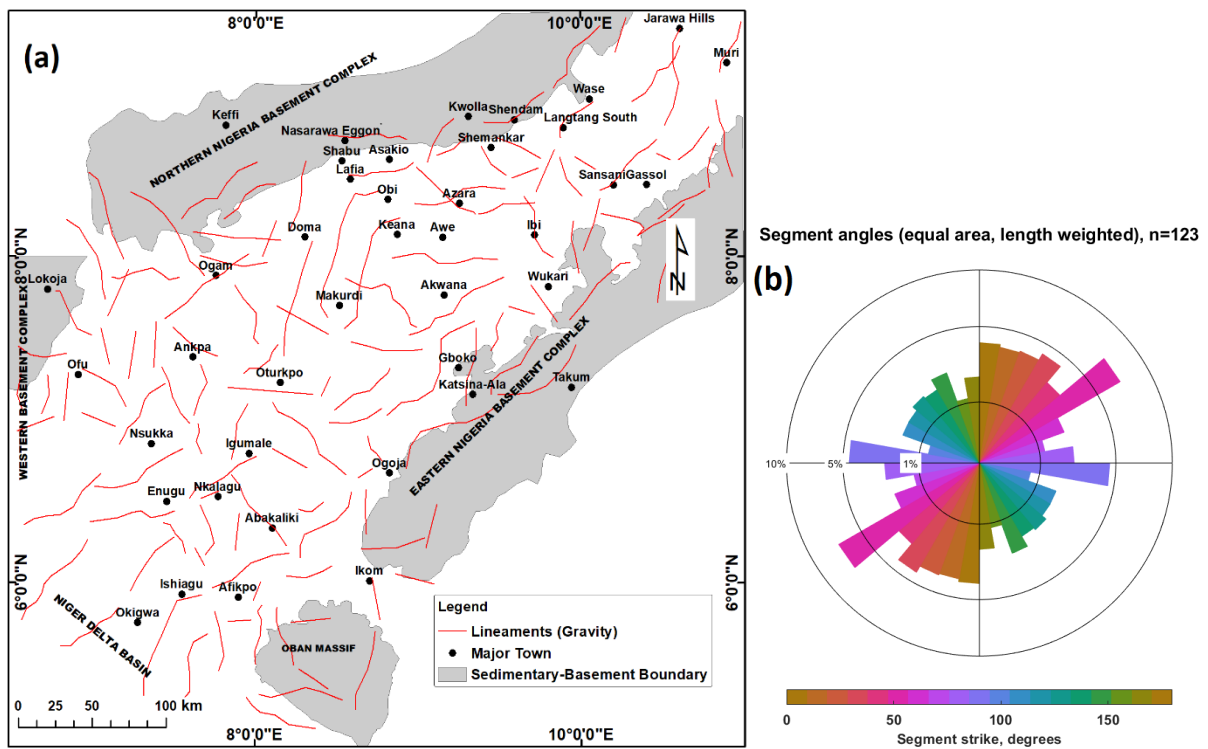 (a)
8°0'0"E
10°0'0"E
Jarawa Hills
Muri
Wase
Keffi
NORTHERN NIGERIA BASEMENT COMPLEX
Kwolla
Shendam
Langtang South
Nasarawa Eggon
Shemankar
Shabu
Asakio
Lafia
Sansani
Gassol
Obi
Azara
Doma
Keana
Awe
Ibi
N
8°0'0"N
8°0'0"N
Ogam
Lokoja
Wukari
Akwana
Makurdi
WESTERN BASEMENT COMPLEX
Ankpa
Ofu
Oturkpo
Gboko
Katsina-Ala
Takum
EASTERN NIGERIA BASEMENT COMPLEX
Nsukka
Igumale
Ogoja
Enugu
Nkalagu
Abakaliki
Ikom
6°0'0"N
6°0'0"N
Ishiagu
Afikpo
Okigwa
NIGER DELTA BASIN
OBAN MASSIF
Legend
Lineaments (Gravity)
Major Town
Sedimentary-Basement Boundary
0 25 50 100 km
8°0'0"E
10°0'0"E
Segment angles (equal area, length weighted), n=123
(b)
10% 5% 1%
0 50 100 150
Segment strike, degrees